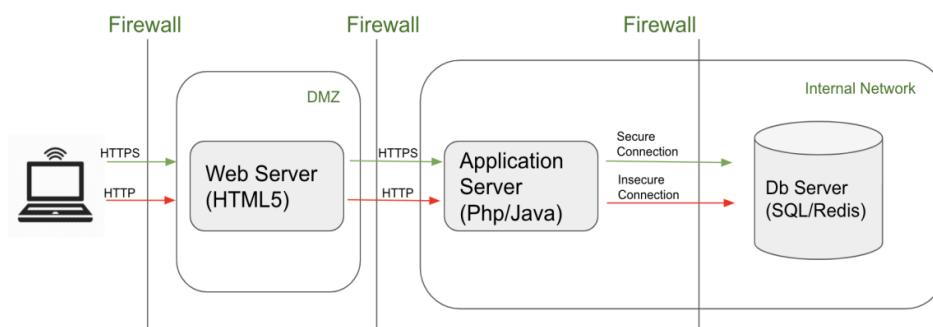 Firewall
Firewall
Firewall
DMZ
Internal Network
HTTPS
HTTP
Web Server
(HTML5)
HTTPS
HTTP
Application
Server
(Php/Java)
Secure
Connection
Insecure
Connection
Db Server
(SQL/Redis)